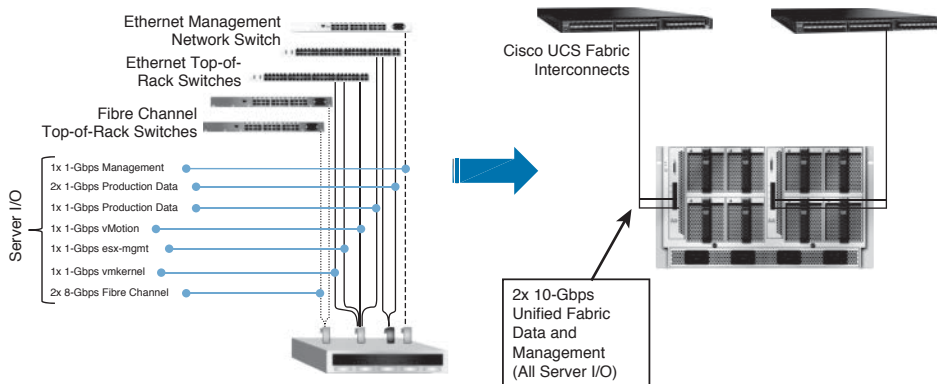 Ethernet Management
Network Switch
Ethernet Top-of-
Rack Switches
Fibre Channel
Top-of-Rack Switches
Server I/O
1x 1-Gbps Management
2x 1-Gbps Production Data
1x 1-Gbps Production Data
1x 1-Gbps vMotion
1x 1-Gbps esx-mgmt
1x 1-Gbps vmkernel
2x 8-Gbps Fibre Channel
Cisco UCS Fabric
Interconnects
2x 10-Gbps
Unified Fabric
Data and
Management
(All Server I/O)